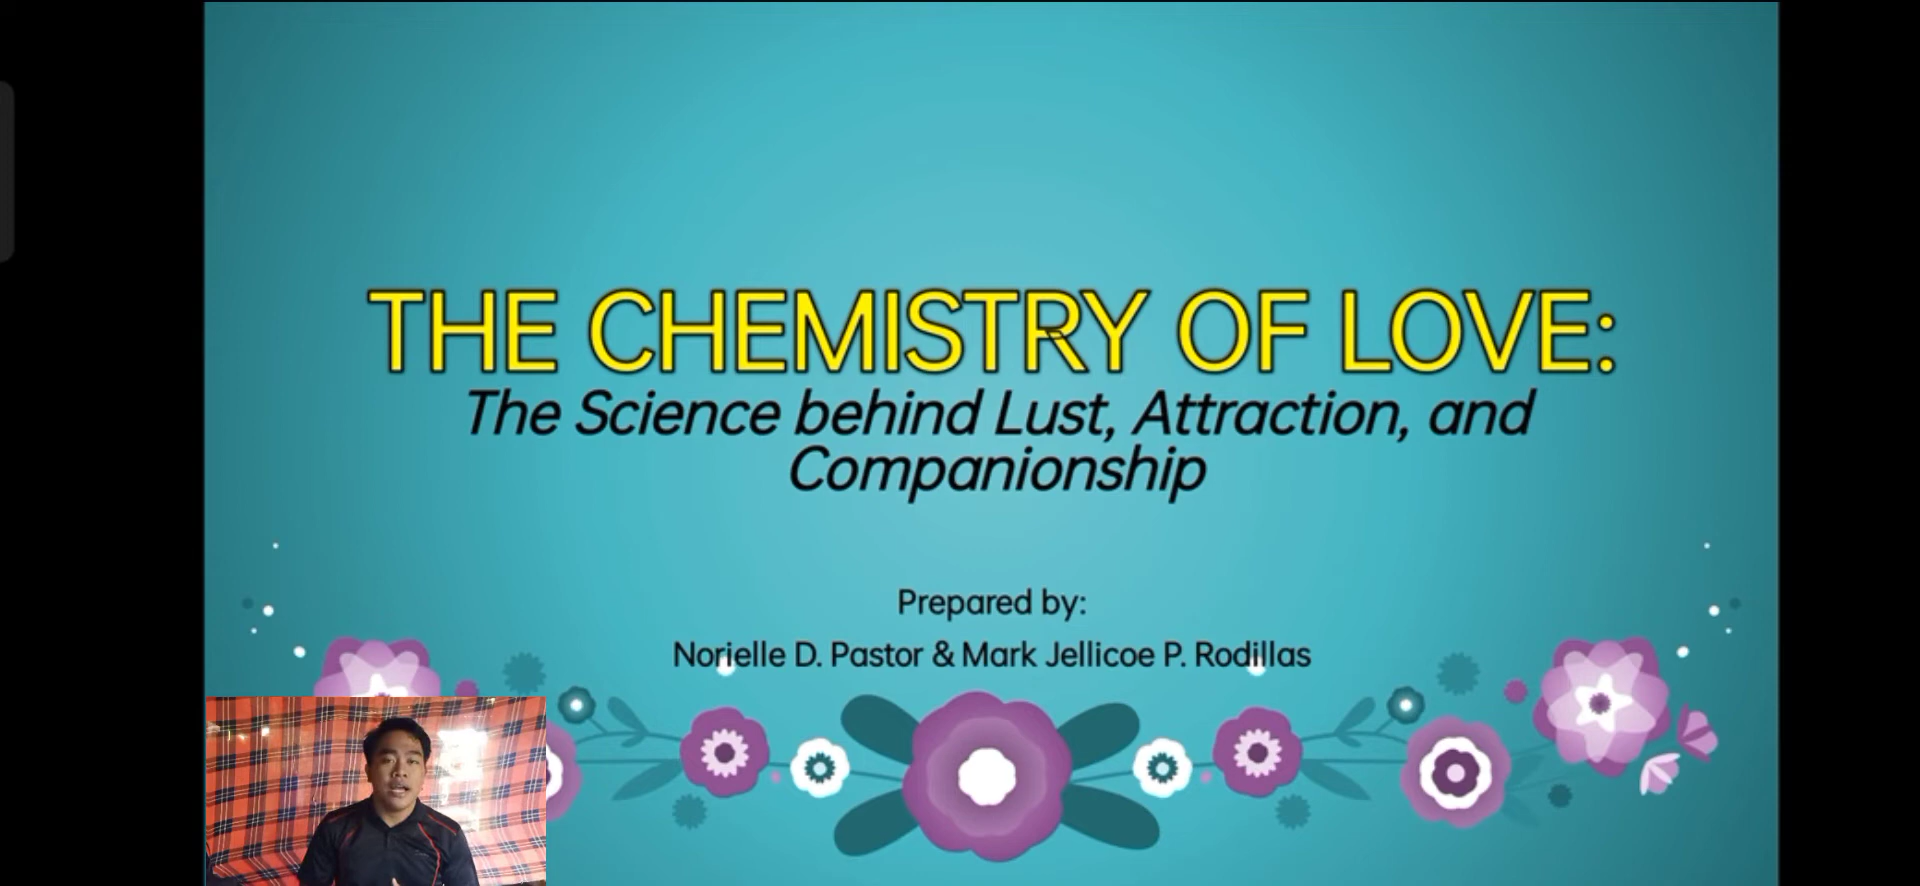 THE CHEMISTRY OF LOVE:
The Science behind Lust, Attraction, and
Companionship
Prepared by:
Norielle D. Pastor & Mark Jellicoe P. Rodillas